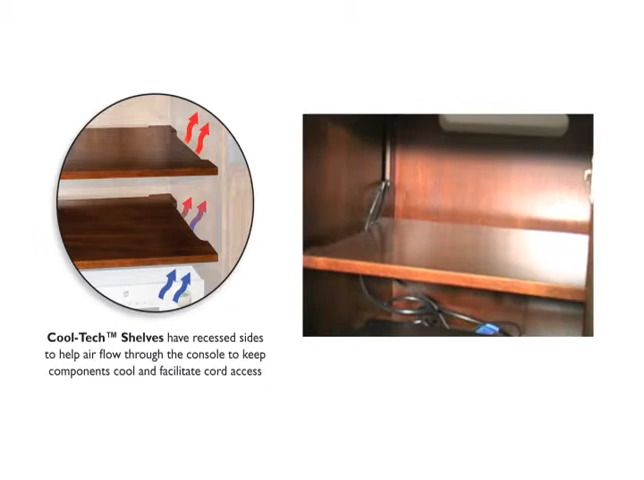 Cool-Tech™ Shelves have recessed sides
to help air flow through the console to keep
components cool and facilitate cord access